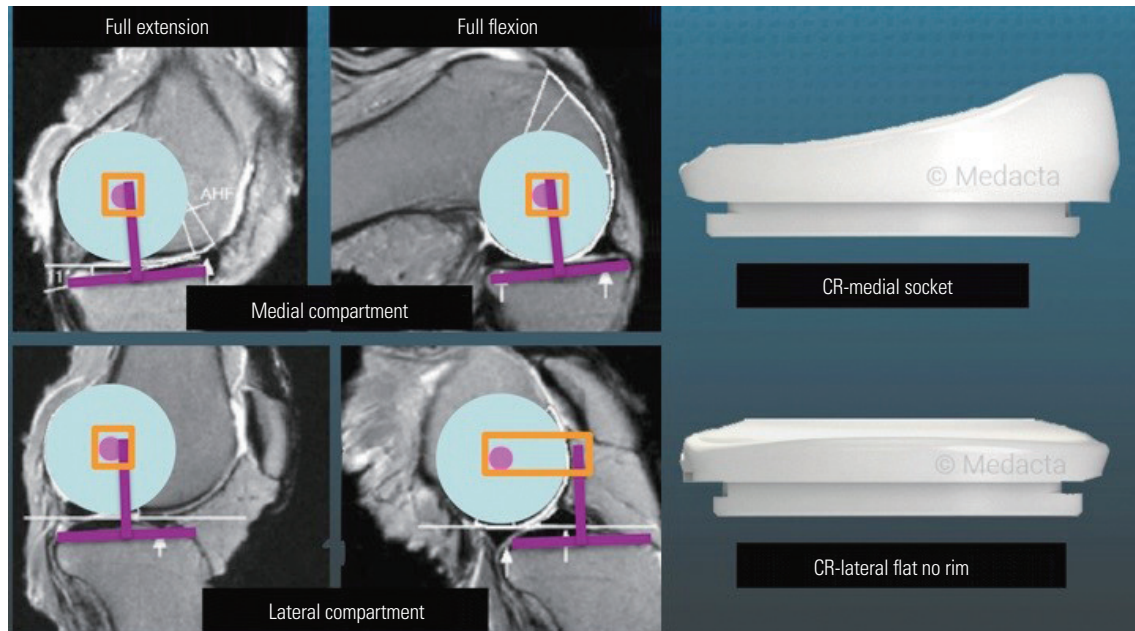 Full extension
Full flexion
AHF
11
© Medacta
CR-medial socket
Medial compartment
© Medacta
CR-lateral flat no rim
Lateral compartment